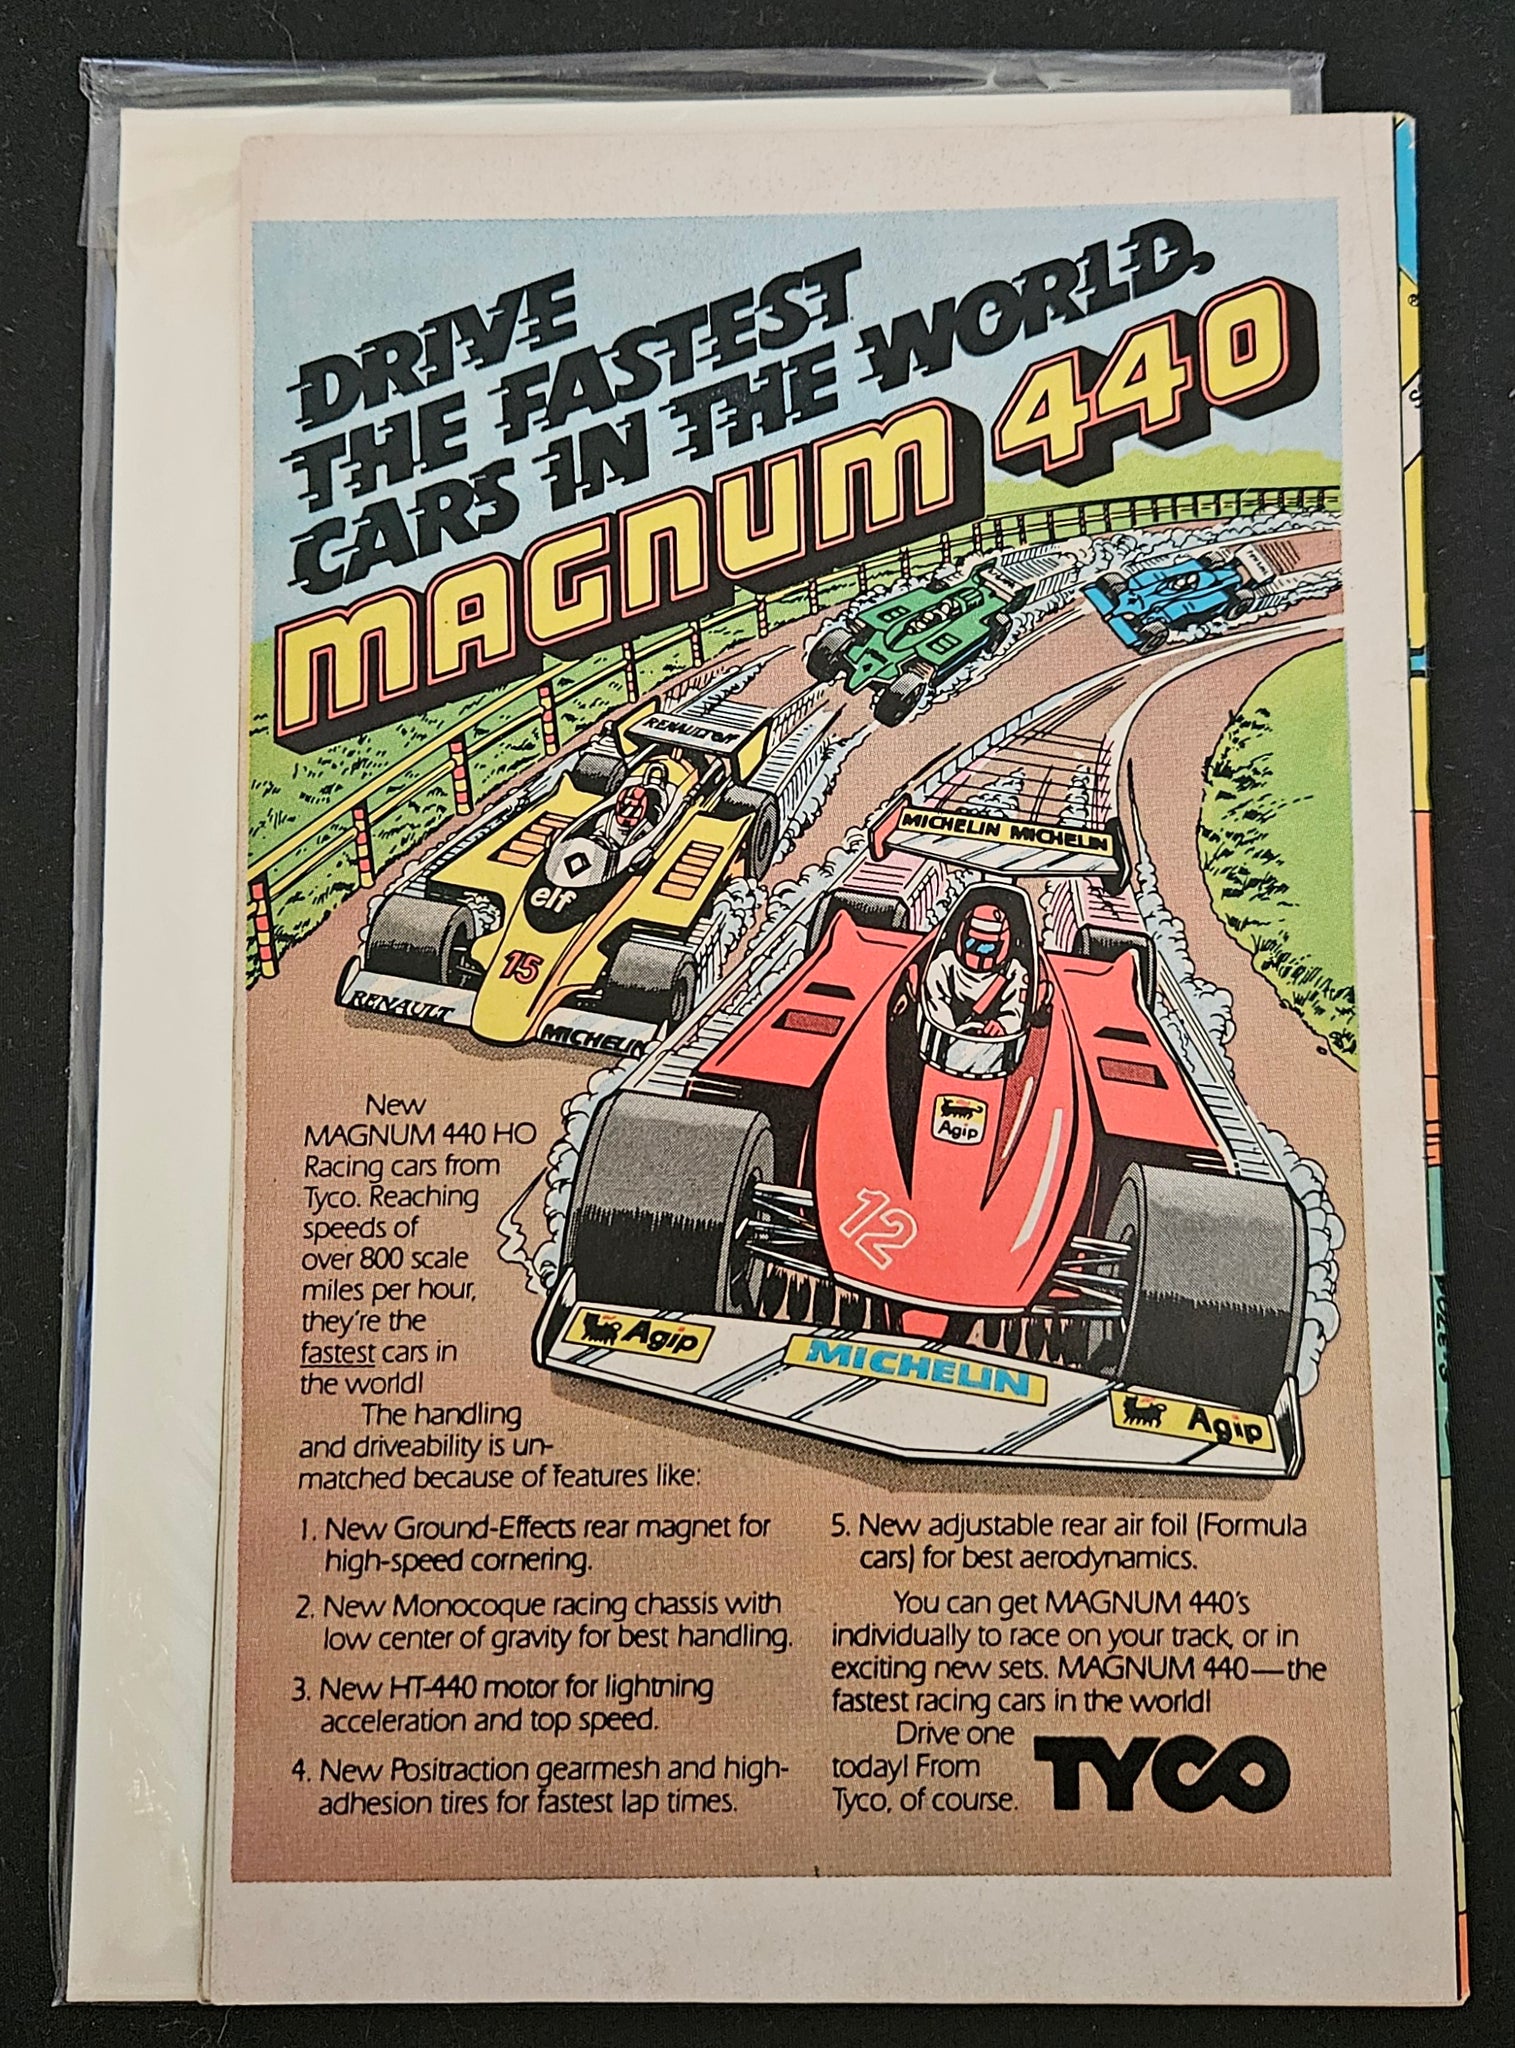 DRIVE
THE FASTEST
CARS IN THE WORLD.
MAGNUM 440
RENAULT elf
elf
15
RENAULT
MICHELIN
MICHELIN MICHELIN
Agip
12
Agip
MICHELIN
Agip
New
MAGNUM 440 HO
Racing cars from
Tyco. Reaching
speeds of
over 800 scale
miles per hour,
they're the
fastest cars in
the world!
The handling
and driveability is un-
matched because of features like:
1. New Ground-Effects rear magnet for
high-speed cornering.
2. New Monocoque racing chassis with
low center of gravity for best handling.
3. New HT-440 motor for lightning
acceleration and top speed.
4. New Positraction gearmesh and high-
adhesion tires for fastest lap times.
5. New adjustable rear air foil (Formula
cars) for best aerodynamics.
You can get MAGNUM 440's
individually to race on your track, or in
exciting new sets. MAGNUM 440—the
fastest racing cars in the world!
Drive one
today! From
Tyco, of course.
TYCO